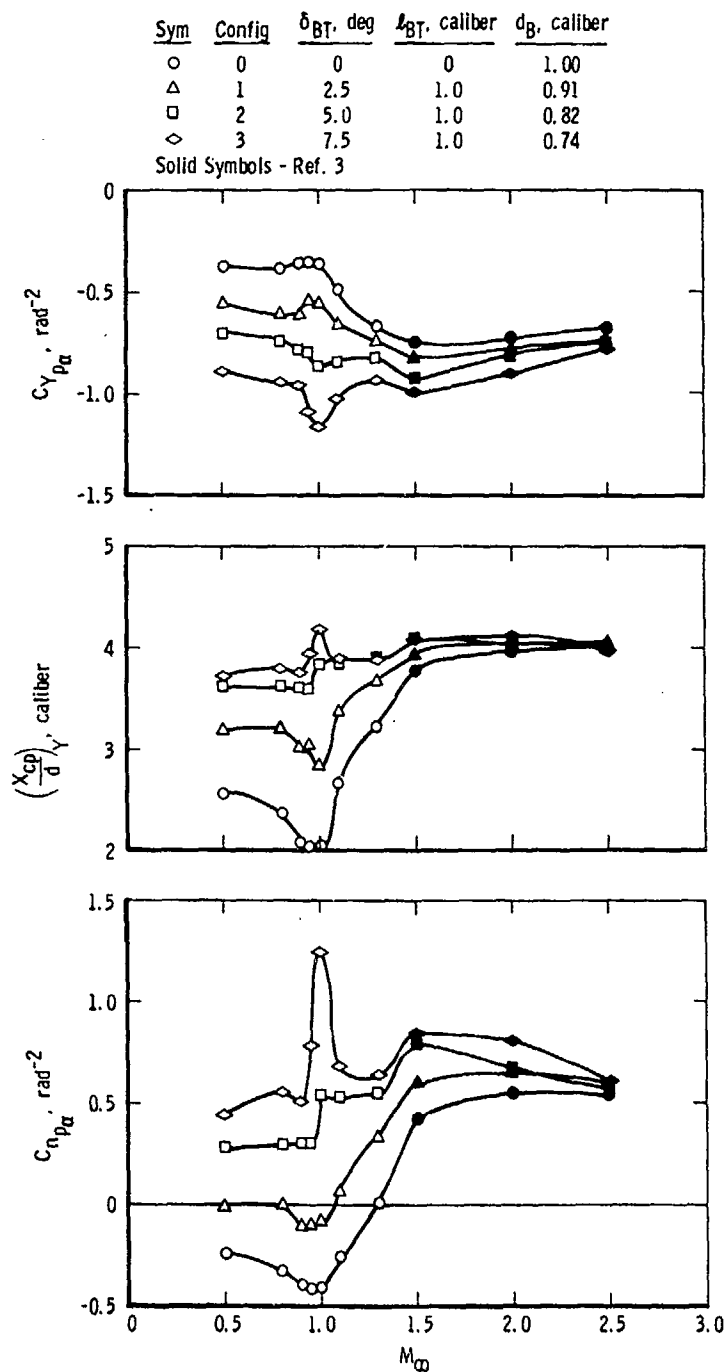 Sym Config δBT, deg ℓBT, caliber dB, caliber
○ 0 0 0 1.00
△ 1 2.5 1.0 0.91
□ 2 5.0 1.0 0.82
◇ 3 7.5 1.0 0.74
Solid Symbols - Ref. 3
0
-0.5
-1.0
-1.5
CYpα, rad-2
5
4
3
2
(Xcp/d)Y, caliber
1.5
1.0
0.5
0
-0.5
Cnpα, rad-2
0 0.5 1.0 1.5 2.0 2.5 3.0
M∞